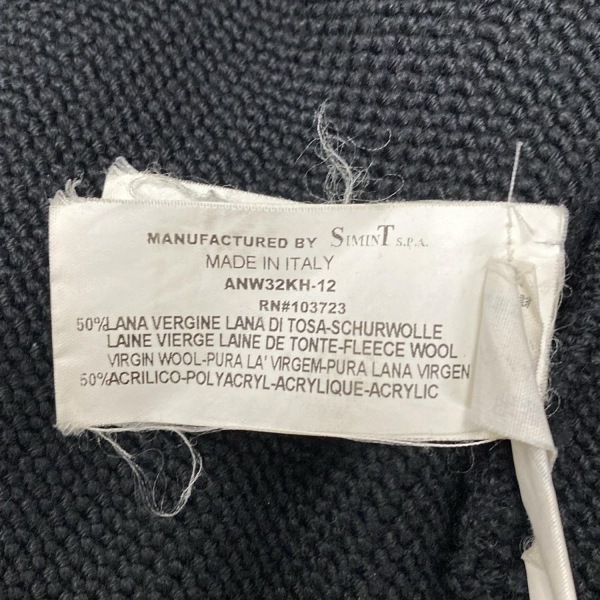 MANUFACTURED BY SIMINT S.P.A.
MADE IN ITALY
ANW32KH-12
RN#103723
50%LANA VERGINE LANA DI TOSA-SCHURWOLLE
LAINE VIERGE LAINE DE TONTE-FLEECE WOOL
VIRGIN WOOL-PURA LA' VIRGEM-PURA LANA VIRGEN
50%ACRILICO-POLYACRYL-ACRYLIQUE-ACRYLIC